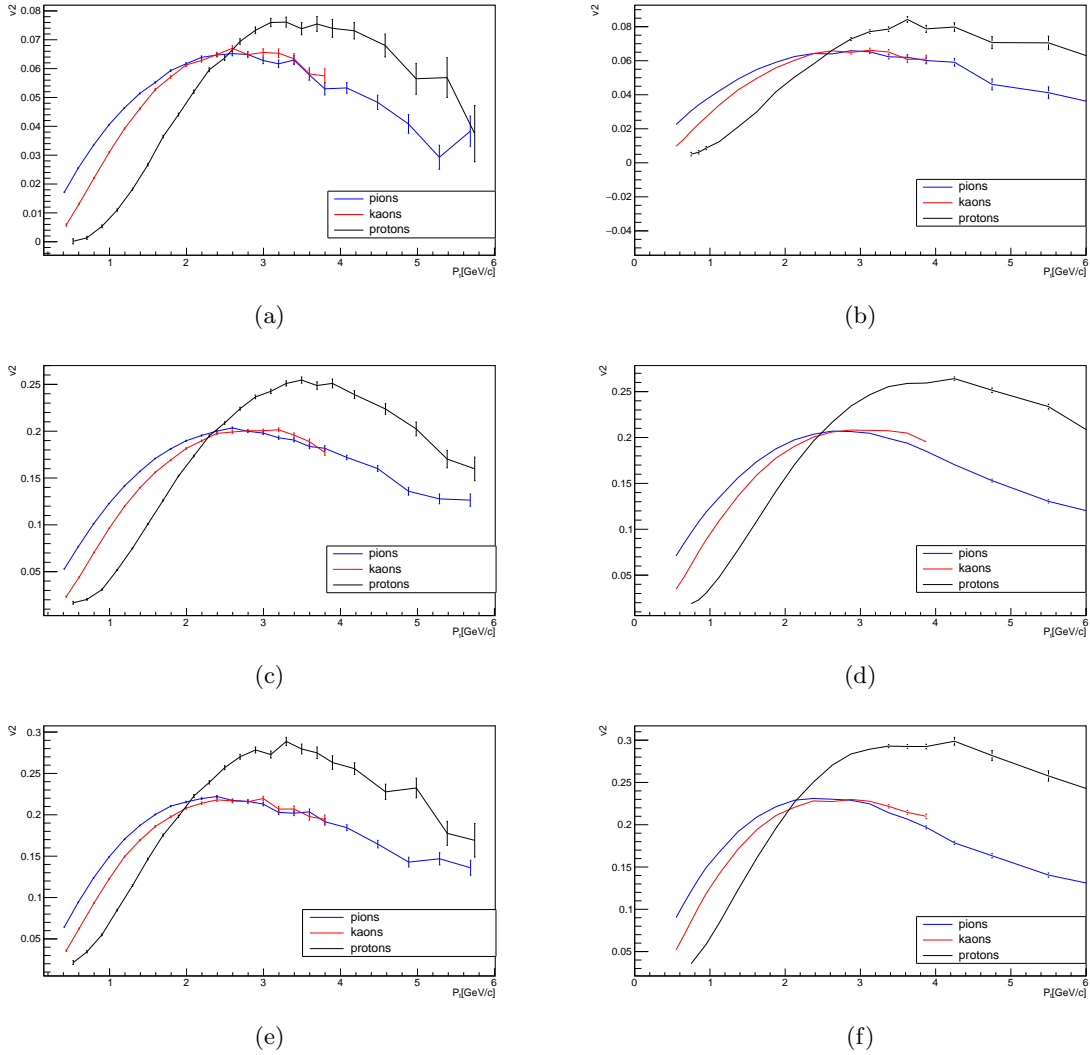 v2
0.08
0.07
0.06
0.05
0.04
0.03
0.02
0.01
0
pions
kaons
protons
1 2 3 4 5 6
P_t[GeV/c]
(a)
v2
0.08
0.06
0.04
0.02
0
−0.02
−0.04
pions
kaons
protons
0 1 2 3 4 5 6
P_t[GeV/c]
(b)
v2
0.25
0.2
0.15
0.1
0.05
pions
kaons
protons
1 2 3 4 5 6
P_t[GeV/c]
(c)
v2
0.25
0.2
0.15
0.1
0.05
pions
kaons
protons
0 1 2 3 4 5 6
P_t[GeV/c]
(d)
v2
0.3
0.25
0.2
0.15
0.1
0.05
pions
kaons
protons
1 2 3 4 5 6
P_t[GeV/c]
(e)
v2
0.3
0.25
0.2
0.15
0.1
0.05
pions
kaons
protons
0 1 2 3 4 5 6
P_t[GeV/c]
(f)